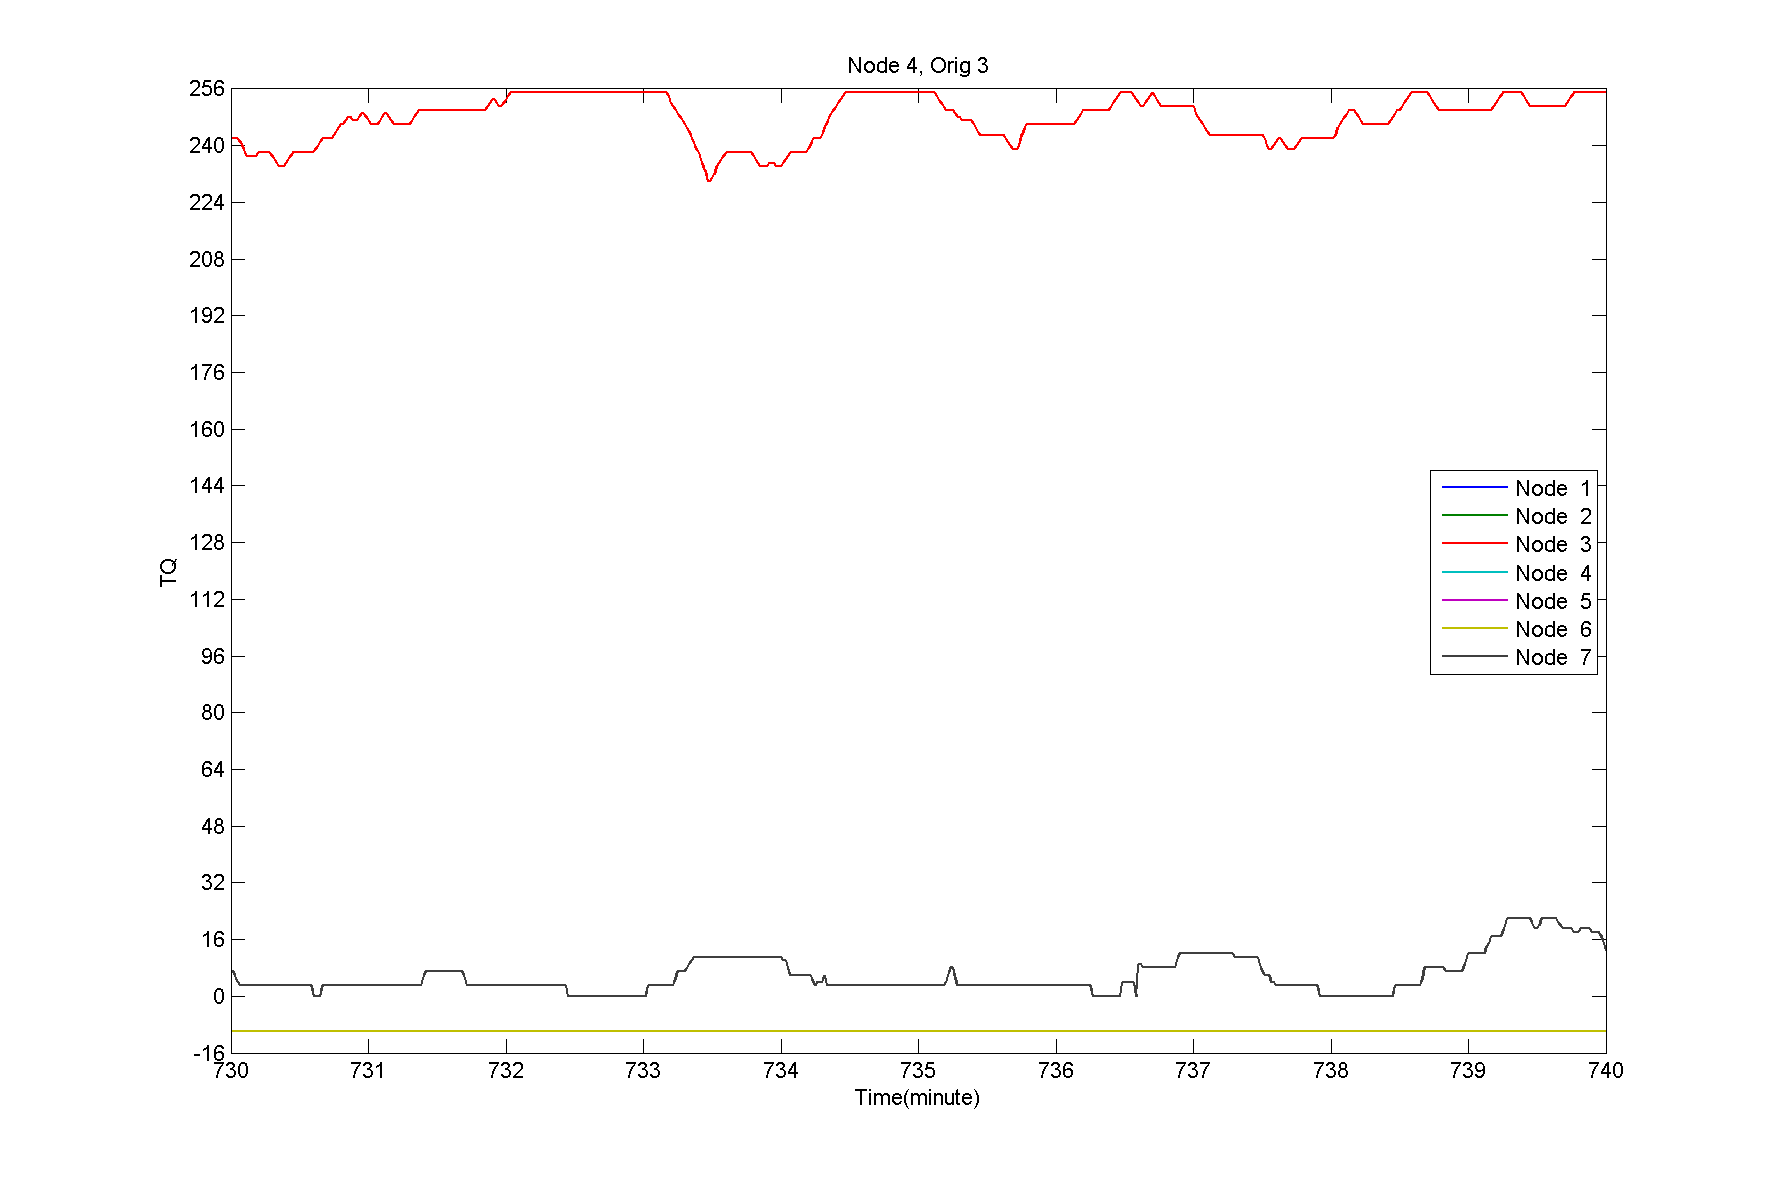 Node 4, Orig 3
256
240
224
208
192
176
160
144
128
112
96
80
64
48
32
16
0
-16
TQ
Node 1
Node 2
Node 3
Node 4
Node 5
Node 6
Node 7
730 731 732 733 734 735 736 737 738 739 740
Time(minute)